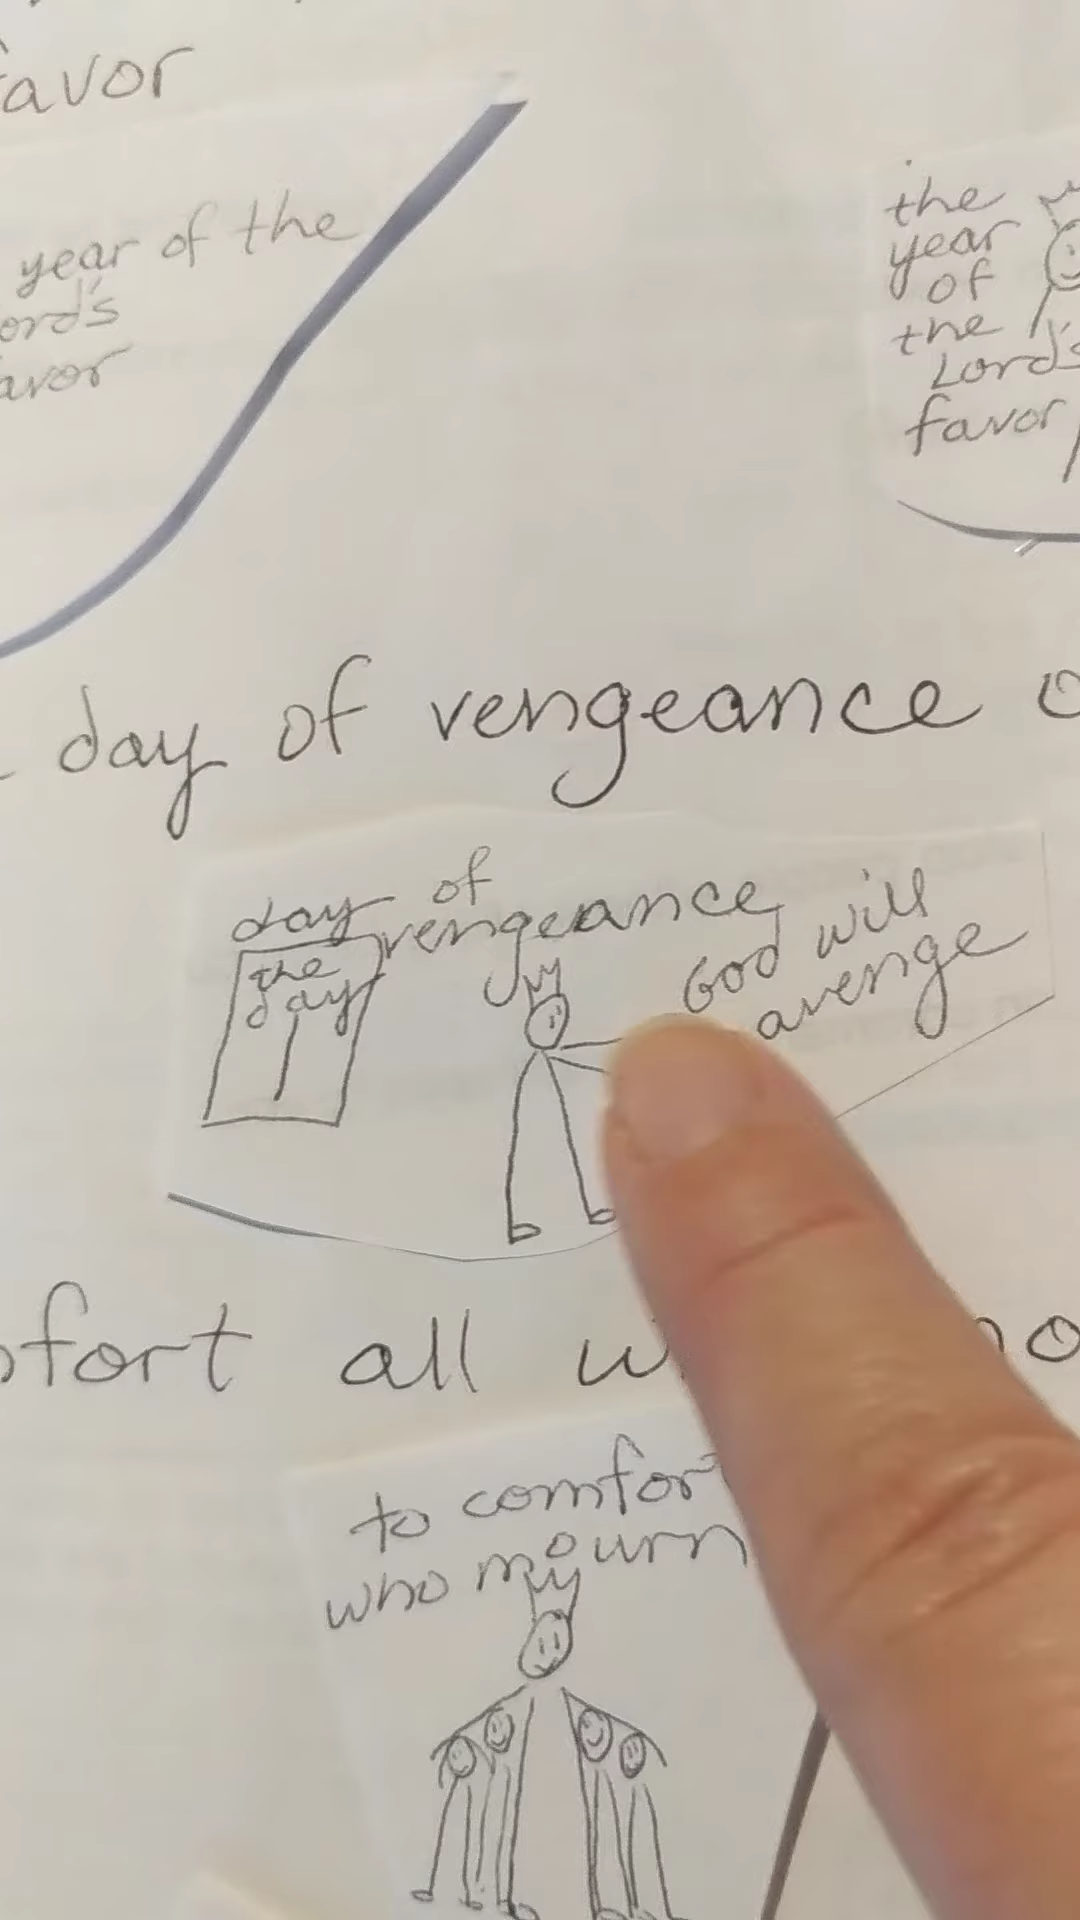 favor
year of the
Lord's
favor
the
year
of
the
Lord's
favor
day of vengeance
day of
vengeance
the
day
God will
avenge
all
to comfort
who mourn